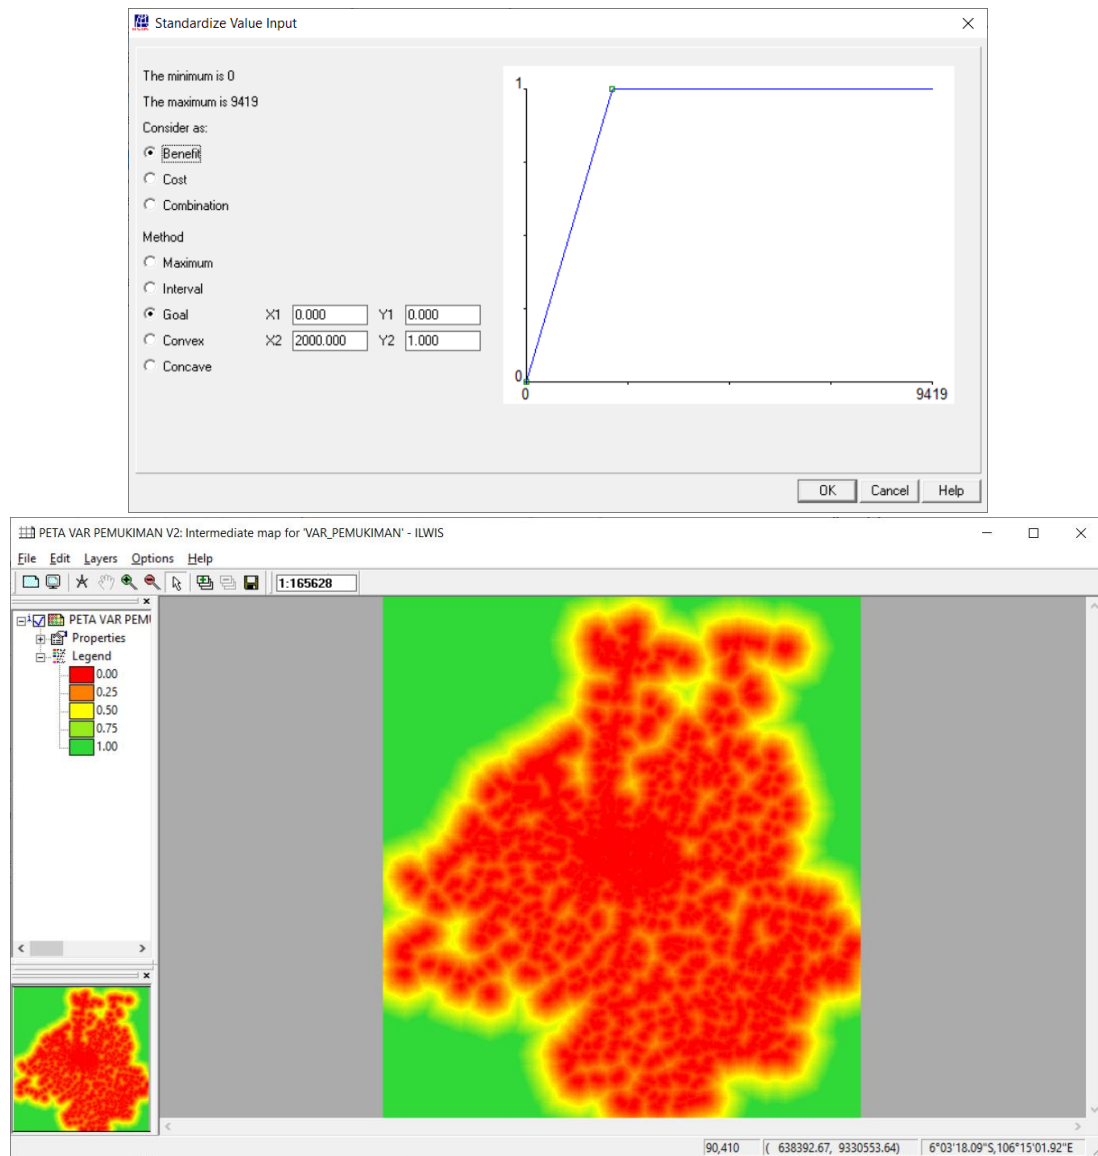 Standardize Value Input
The minimum is 0
The maximum is 9419
Consider as:
Benefit
Cost
Combination
Method
Maximum
Interval
Goal X1 0.000 Y1 0.000
Convex X2 2000.000 Y2 1.000
Concave
1
0
0 9419
OK Cancel Help
PETA VAR PEMUKIMAN V2: Intermediate map for 'VAR_PEMUKIMAN' - ILWIS
File Edit Layers Options Help
1:165628
PETA VAR PEM
Properties
Legend
0.00
0.25
0.50
0.75
1.00
90,410 ( 638392.67, 9330553.64) 6°03'18.09"S,106°15'01.92"E